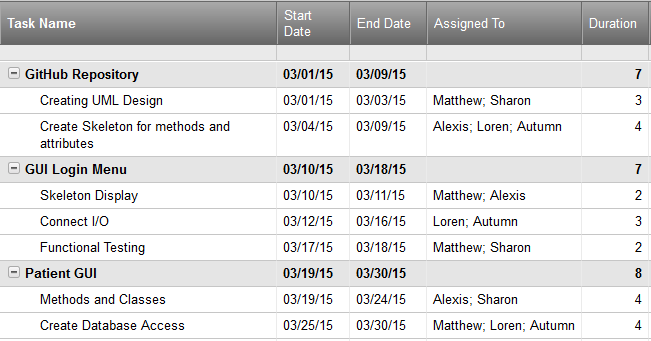 Task Name Start Date End Date Assigned To Duration
GitHub Repository 03/01/15 03/09/15 7
Creating UML Design 03/01/15 03/03/15 Matthew; Sharon 3
Create Skeleton for methods and 03/04/15 03/09/15 Alexis; Loren; Autumn 4
attributes
GUI Login Menu 03/10/15 03/18/15 7
Skeleton Display 03/10/15 03/11/15 Matthew; Alexis 2
Connect I/O 03/12/15 03/16/15 Loren; Autumn 3
Functional Testing 03/17/15 03/18/15 Matthew; Sharon 2
Patient GUI 03/19/15 03/30/15 8
Methods and Classes 03/19/15 03/24/15 Alexis; Sharon 4
Create Database Access 03/25/15 03/30/15 Matthew; Loren; Autumn 4